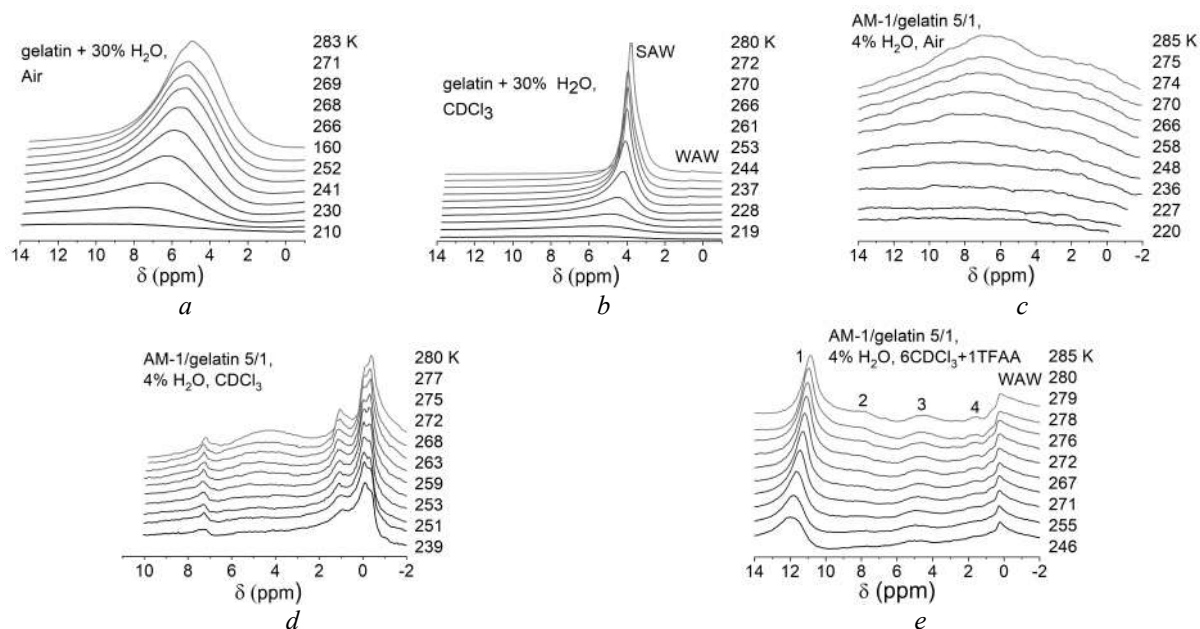 gelatin + 30% H₂O,
Air
283 K
271
269
268
266
160
252
241
230
210
14 12 10 8 6 4 2 0
δ (ppm)
a
gelatin + 30% H₂O,
CDCl₃
SAW
WAW
280 K
272
270
266
261
253
244
237
228
219
14 12 10 8 6 4 2 0
δ (ppm)
b
AM-1/gelatin 5/1,
4% H₂O, Air
285 K
275
274
270
266
258
248
236
227
220
14 12 10 8 6 4 2 0 -2
δ (ppm)
c
AM-1/gelatin 5/1,
4% H₂O, CDCl₃
280 K
277
275
272
268
263
259
253
251
239
10 8 6 4 2 0 -2
δ (ppm)
d
AM-1/gelatin 5/1,
4% H₂O, 6CDCl₃+1TFAA
1
2
3
4
WAW
285 K
280
279
278
276
272
267
271
255
246
14 12 10 8 6 4 2 0 -2
δ (ppm)
e